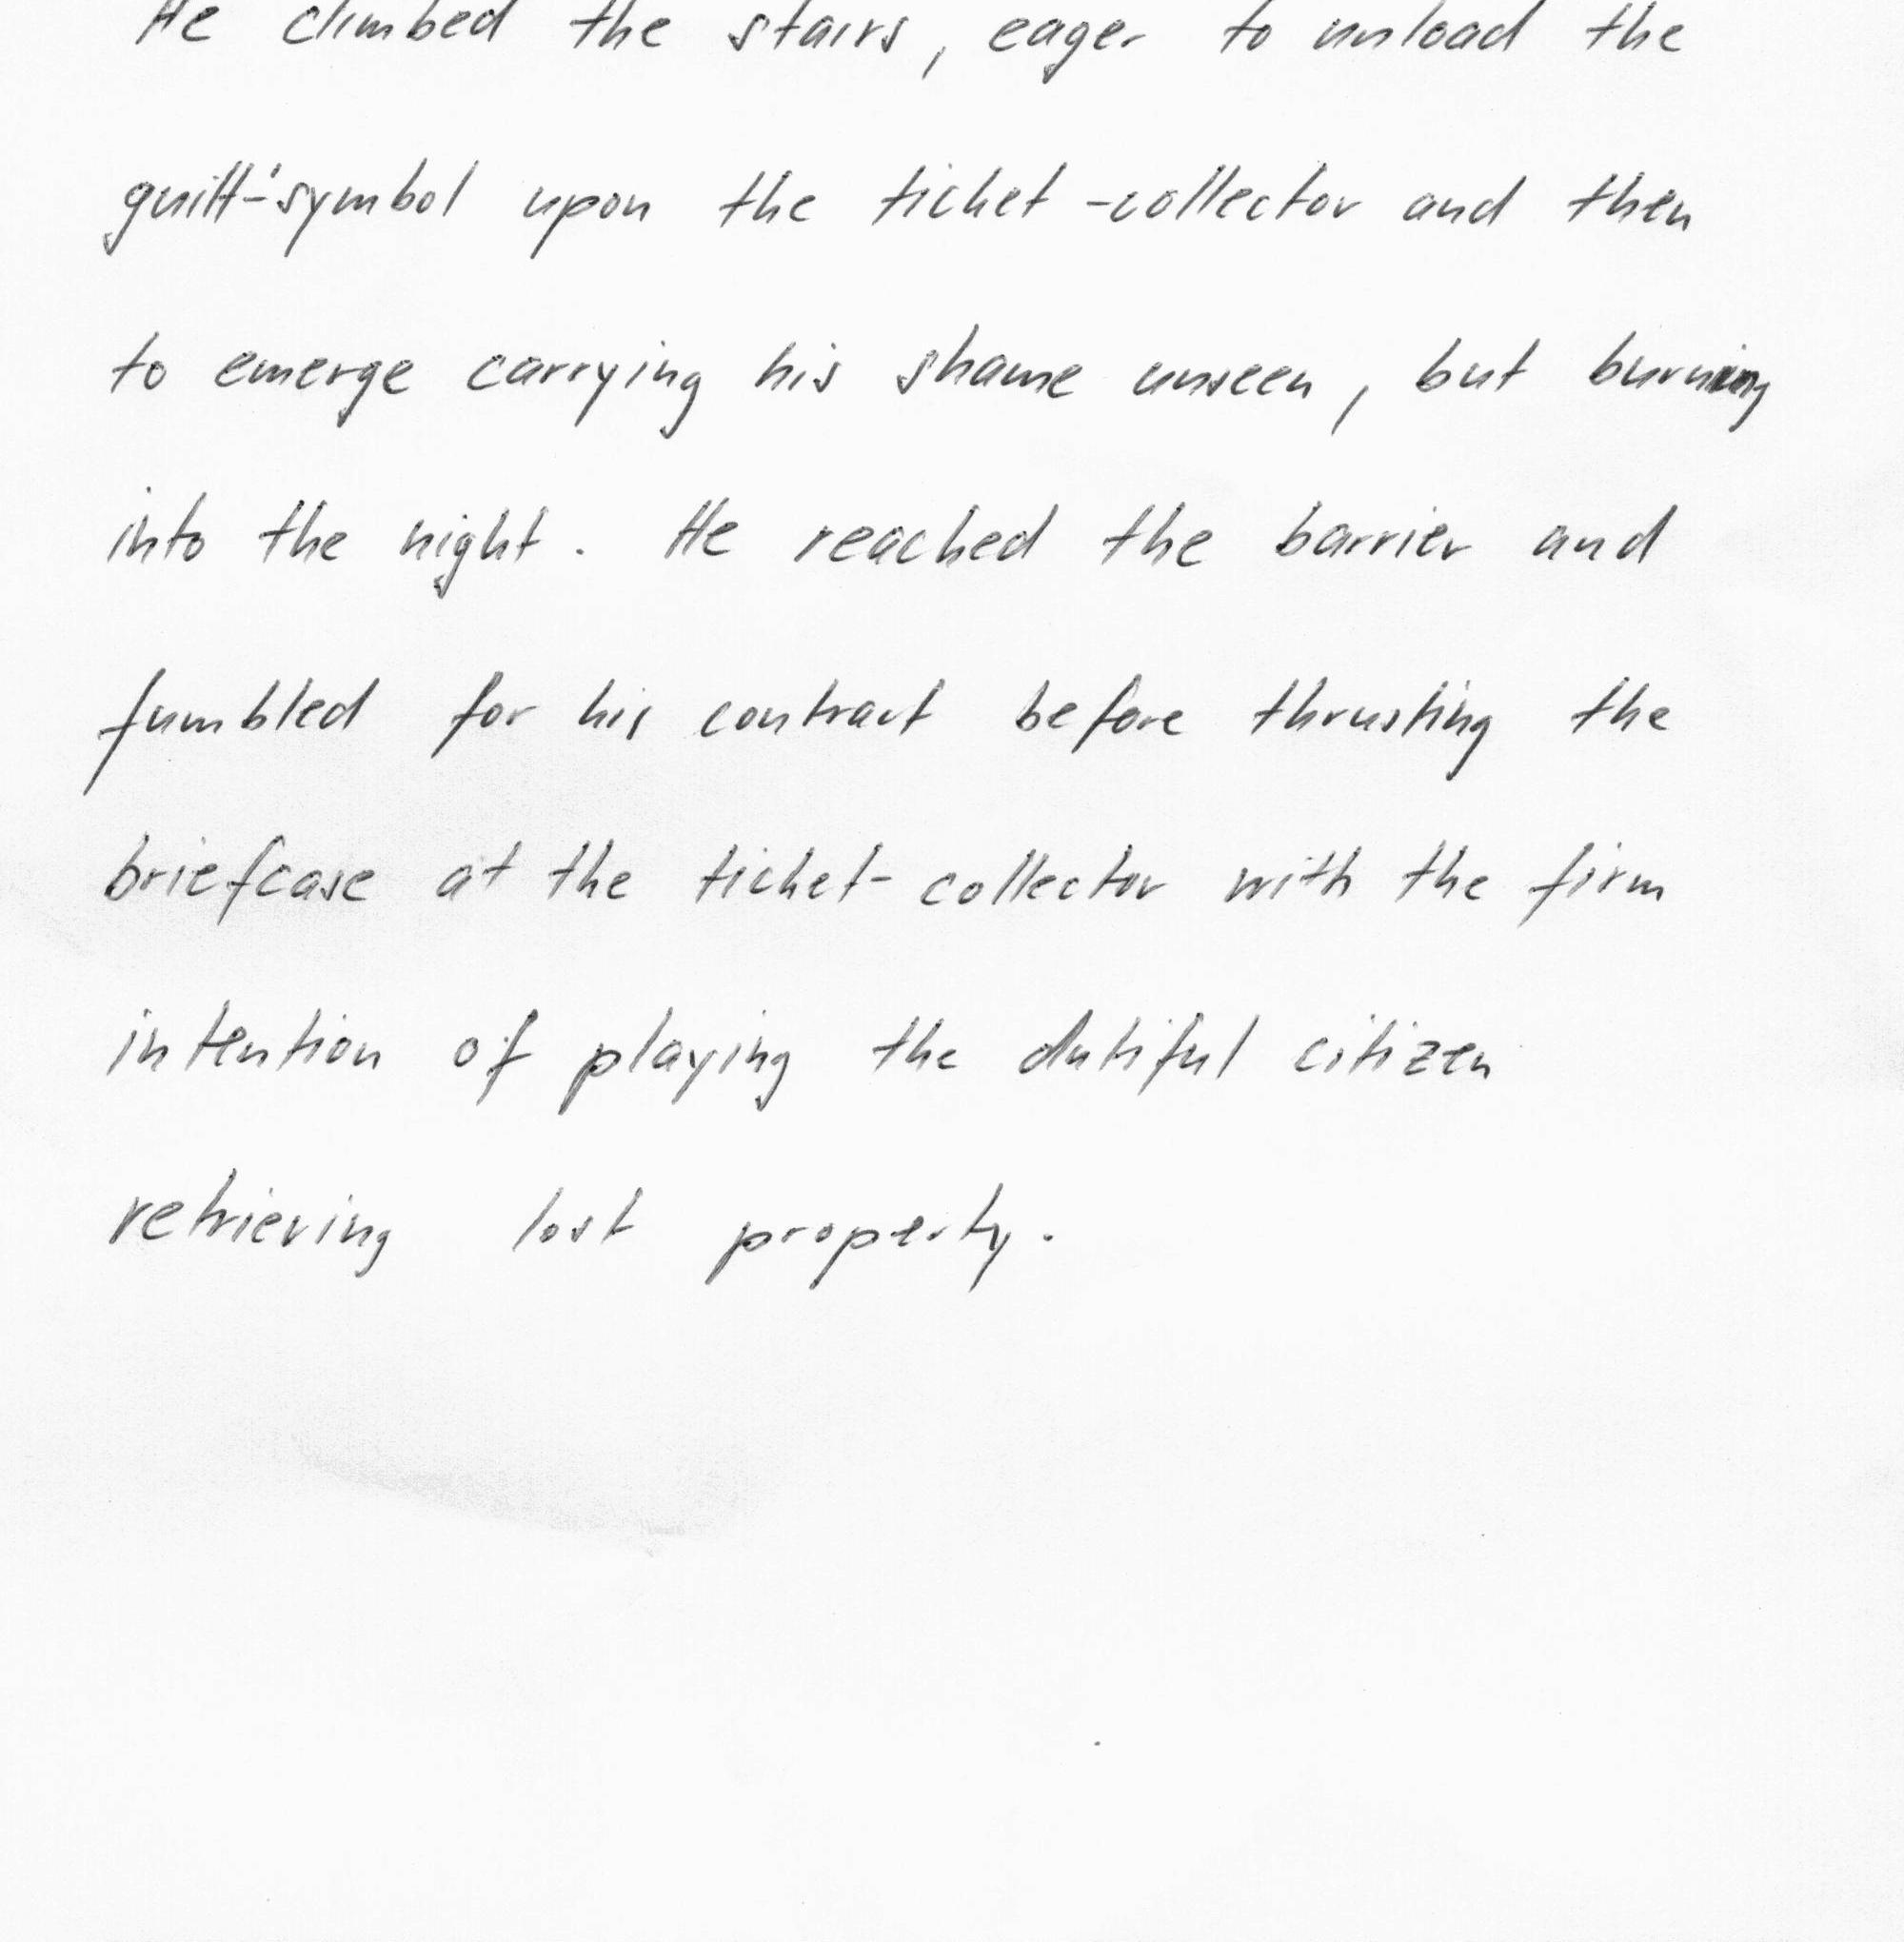 He climbed the stairs, eager to unload the
guilt-symbol upon the ticket-collector and then
to emerge carrying his shame unseen, but burning
into the night. He reached the barrier and
fumbled for his contract before thrusting the
briefcase at the ticket-collector with the firm
intention of playing the dutiful citizen
retrieving lost property.